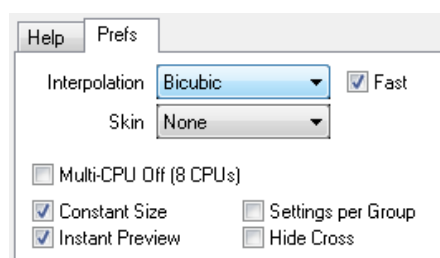 Help Prefs
Interpolation Bicubic Fast
Skin None
Multi-CPU Off (8 CPUs)
Constant Size Settings per Group
Instant Preview Hide Cross